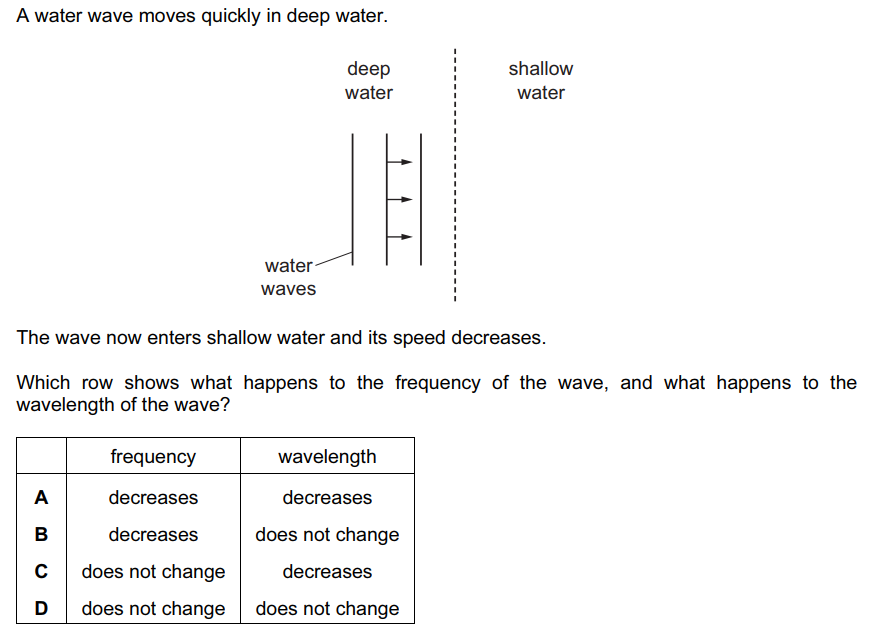 A water wave moves quickly in deep water.
deep
water
shallow
water
water
waves
The wave now enters shallow water and its speed decreases.
Which row shows what happens to the frequency of the wave, and what happens to the
wavelength of the wave?
frequency wavelength
A decreases decreases
B decreases does not change
C does not change decreases
D does not change does not change